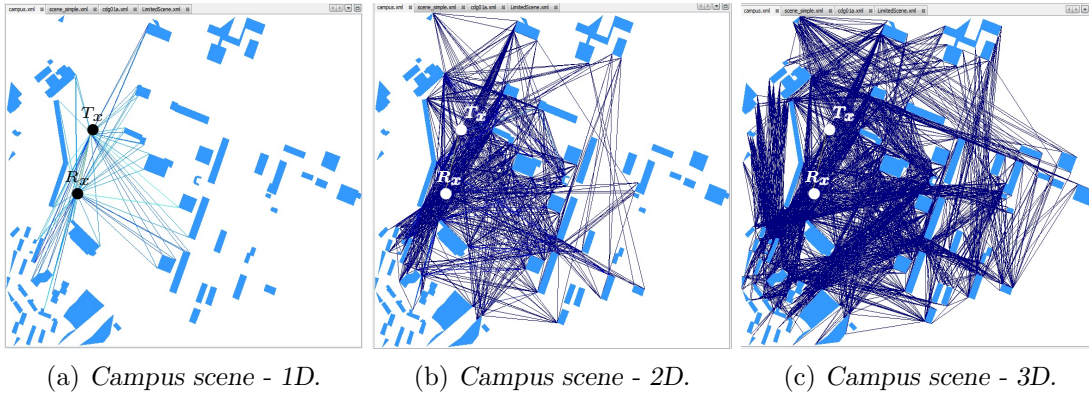 campus.xml scene_simple.xml cdg01a.xml LimitedScene.xml
Tx
Rx
(a) Campus scene - 1D.
campus.xml scene_simple.xml cdg01a.xml LimitedScene.xml
Tx
Rx
(b) Campus scene - 2D.
campus.xml scene_simple.xml cdg01a.xml LimitedScene.xml
Tx
Rx
(c) Campus scene - 3D.